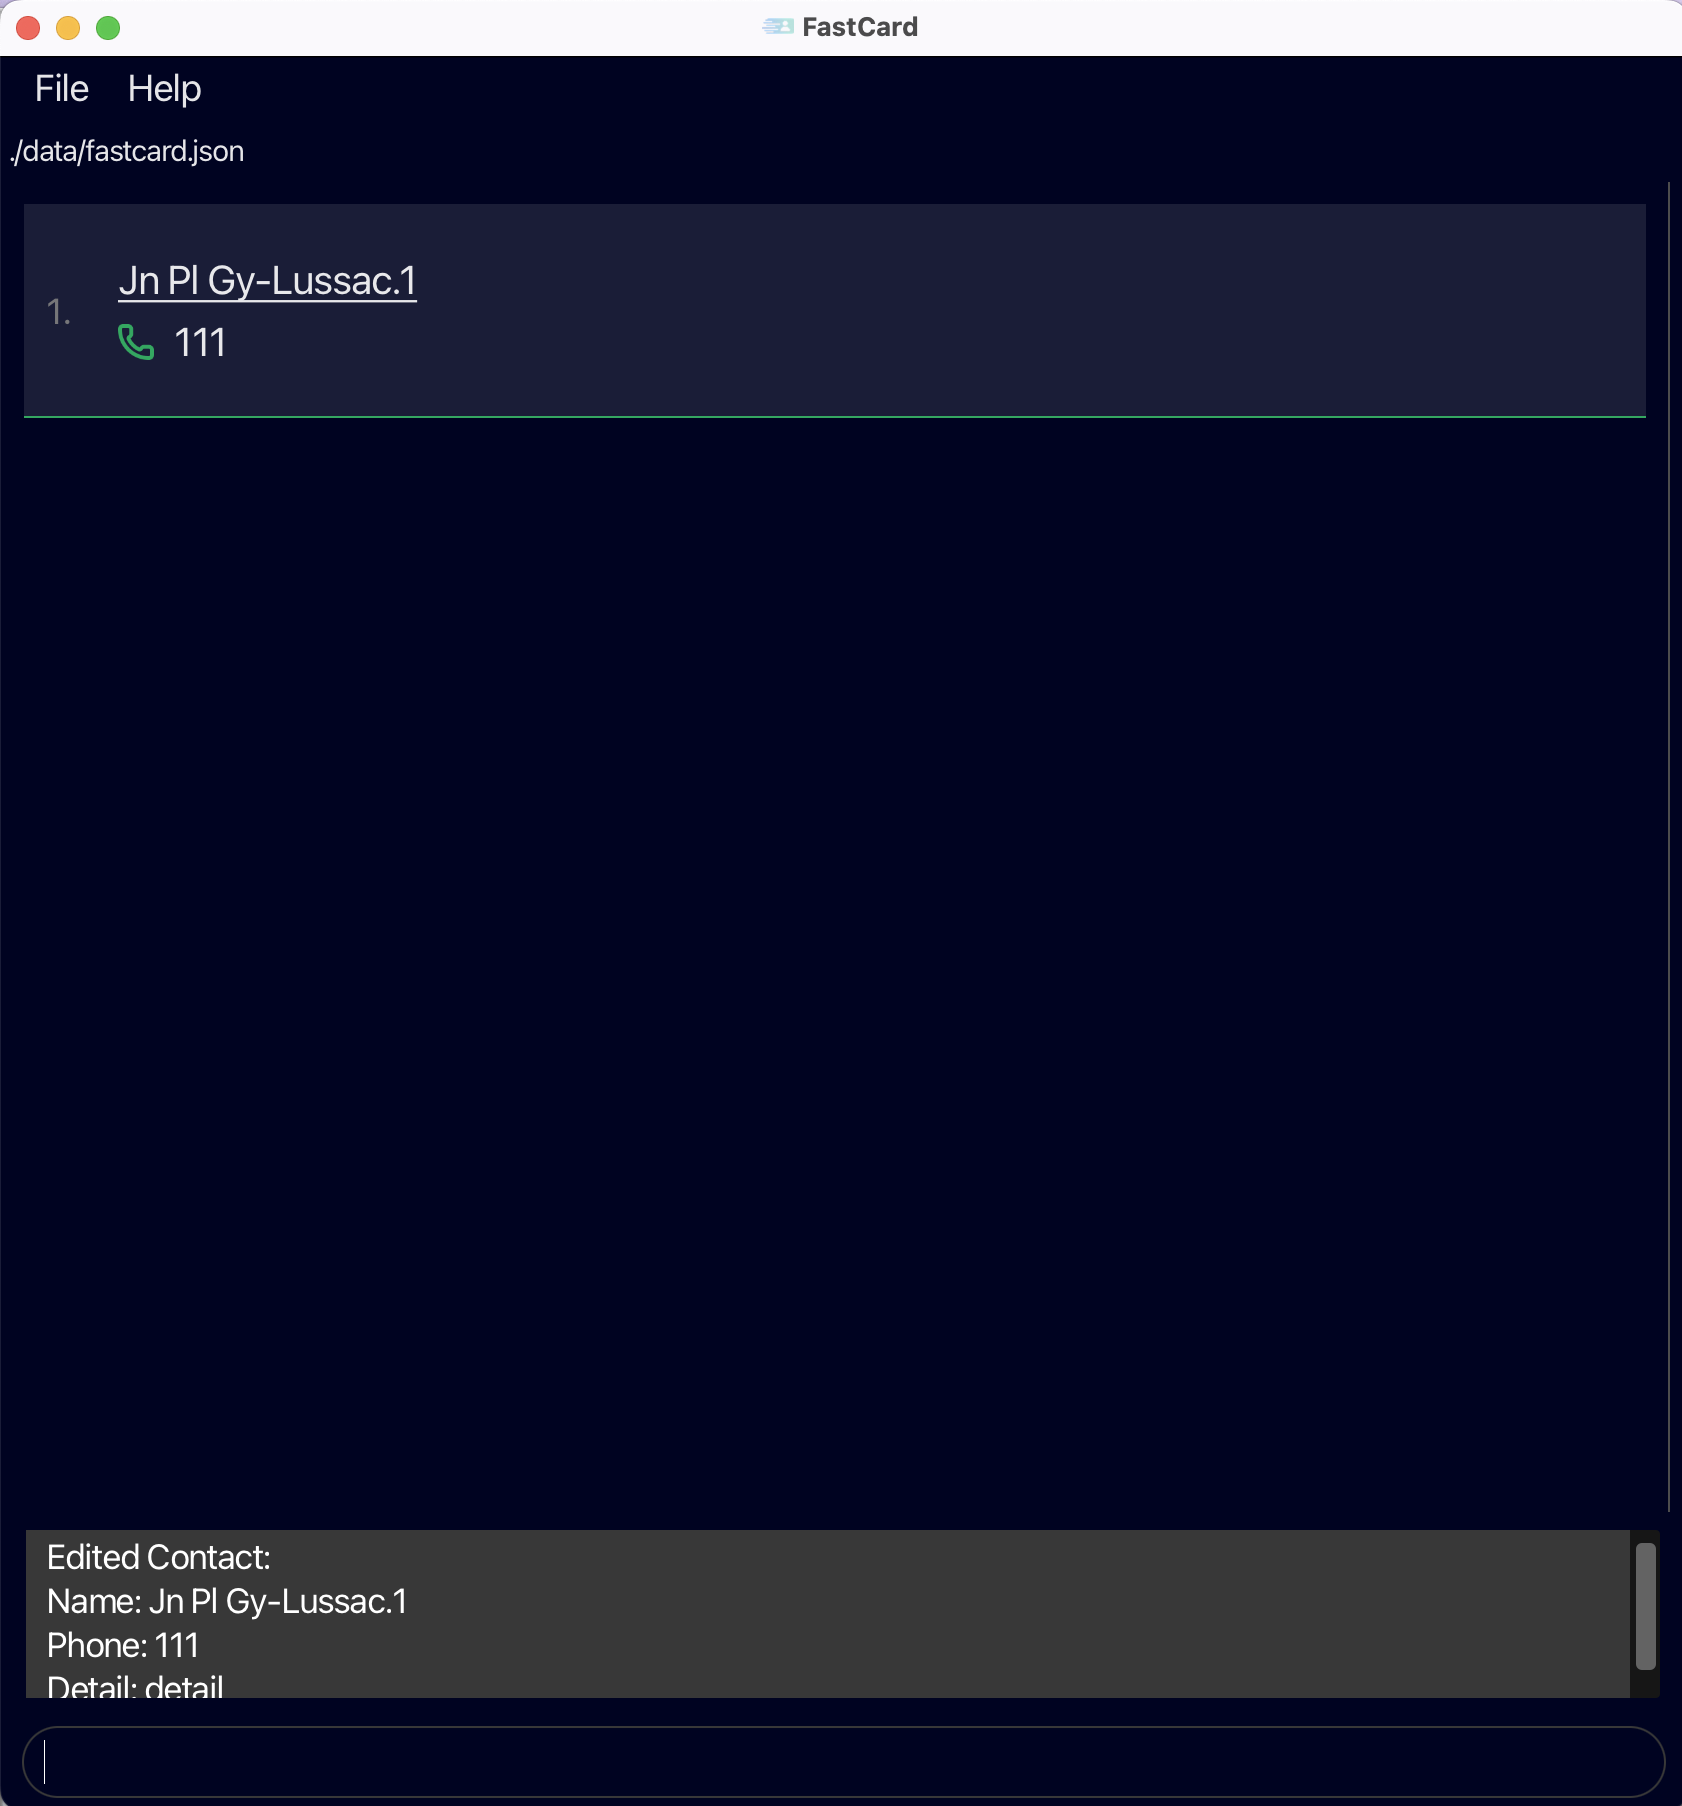 FastCard
File Help
./data/fastcard.json
1.
Jn Pl Gy-Lussac.1
111
Edited Contact:
Name: Jn Pl Gy-Lussac.1
Phone: 111
Detail: detail